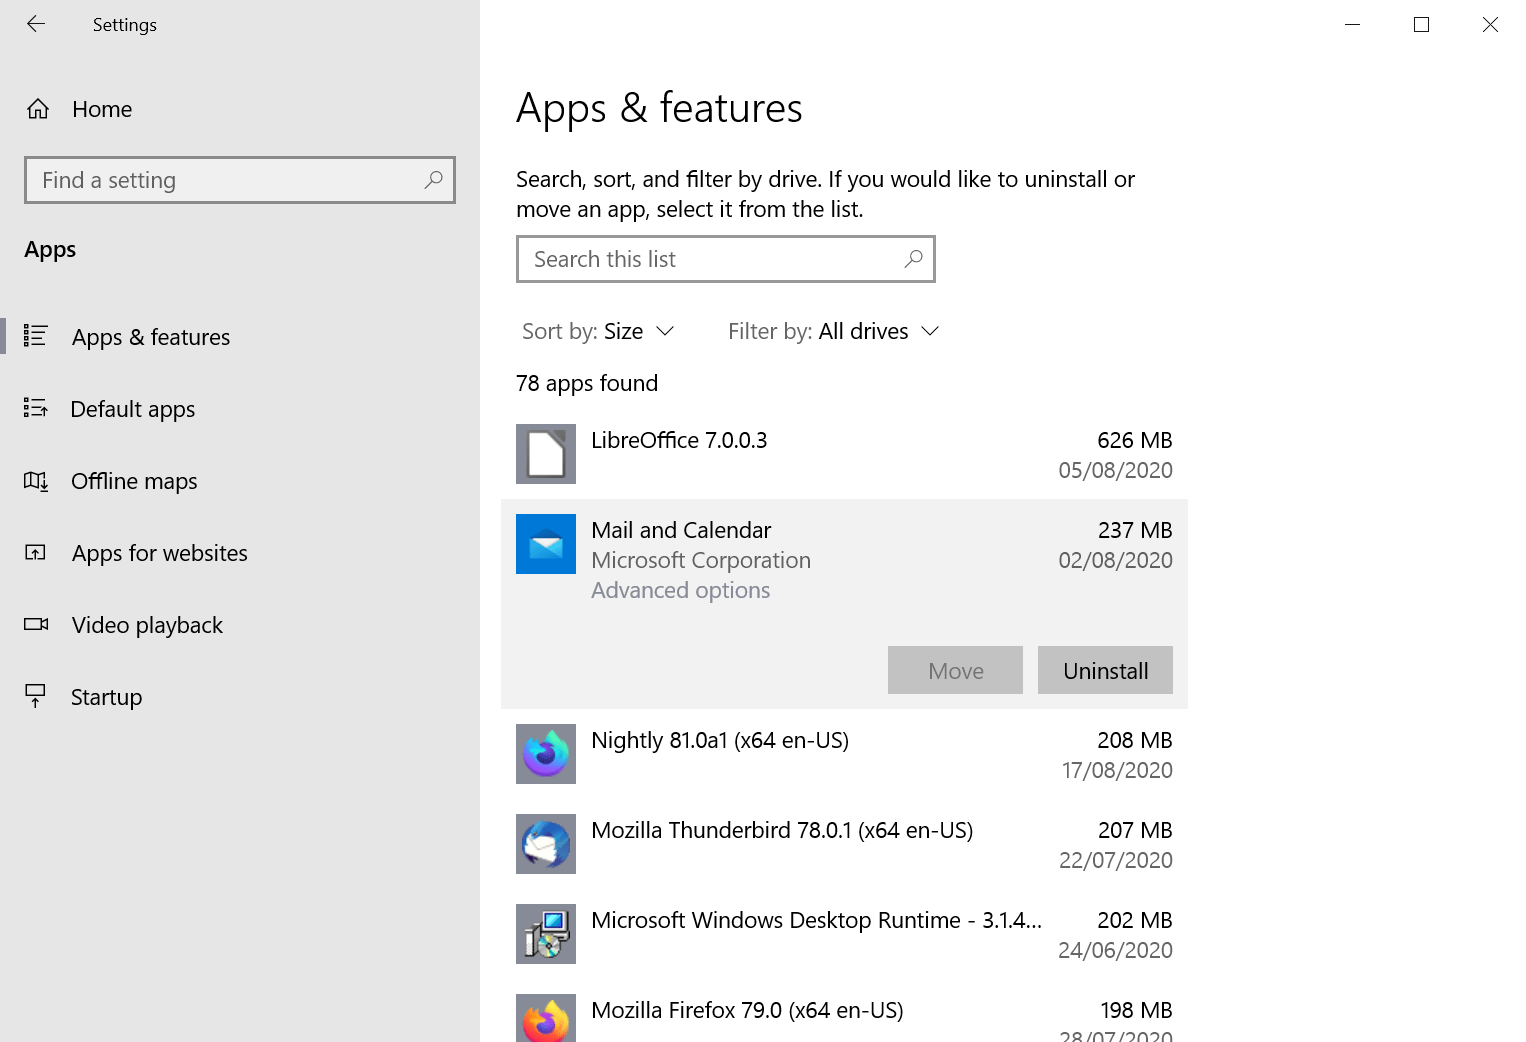 Settings
Home
Find a setting
Apps
Apps & features
Default apps
Offline maps
Apps for websites
Video playback
Startup
Apps & features
Search, sort, and filter by drive. If you would like to uninstall or
move an app, select it from the list.
Search this list
Sort by: Size Filter by: All drives
78 apps found
LibreOffice 7.0.0.3 626 MB
05/08/2020
Mail and Calendar 237 MB
Microsoft Corporation 02/08/2020
Advanced options
Move Uninstall
Nightly 81.0a1 (x64 en-US) 208 MB
17/08/2020
Mozilla Thunderbird 78.0.1 (x64 en-US) 207 MB
22/07/2020
Microsoft Windows Desktop Runtime - 3.1.4... 202 MB
24/06/2020
Mozilla Firefox 79.0 (x64 en-US) 198 MB
28/07/2020